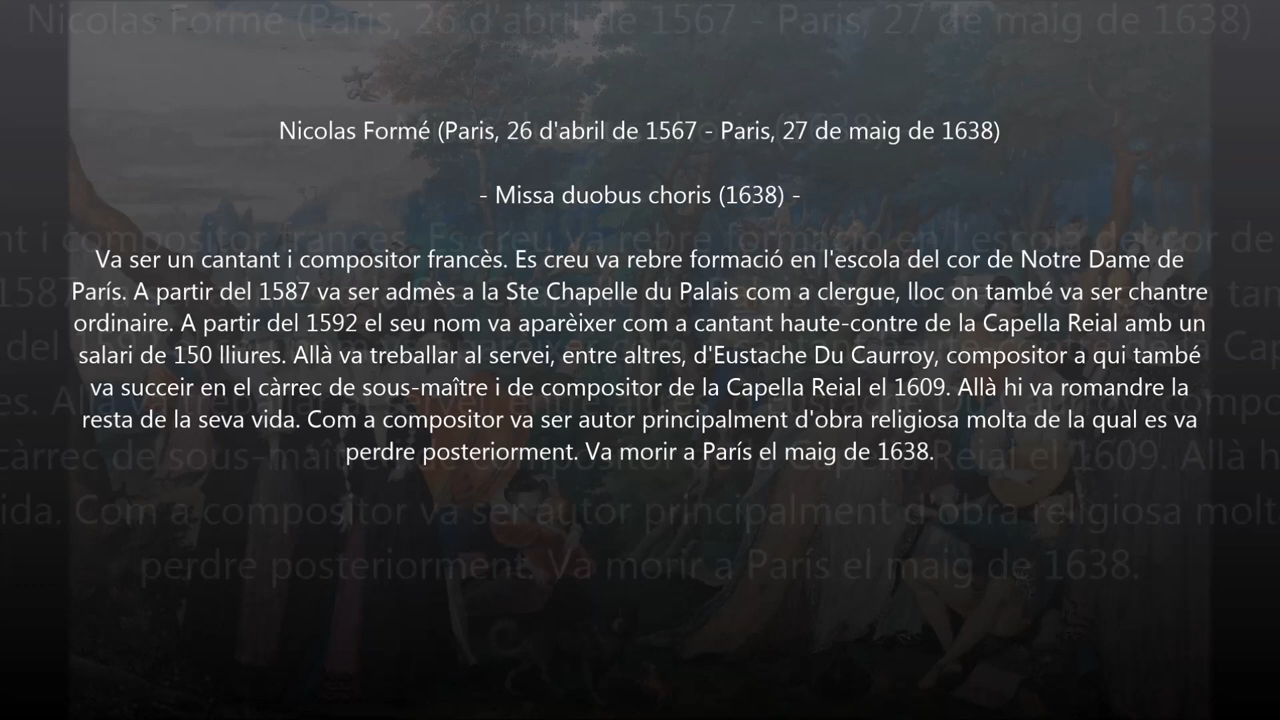 Nicolas Formé (Paris, 26 d'abril de 1567 - Paris, 27 de maig de 1638)
- Missa duobus choris (1638) -
Va ser un cantant i compositor francès. Es creu va rebre formació en l'escola del cor de Notre Dame de
París. A partir del 1587 va ser admès a la Ste Chapelle du Palais com a clergue, lloc on també va ser chantre
ordinaire. A partir del 1592 el seu nom va aparèixer com a cantant haute-contre de la Capella Reial amb un
salari de 150 lliures. Allà va treballar al servei, entre altres, d'Eustache Du Caurroy, compositor a qui també
va succeir en el càrrec de sous-maître i de compositor de la Capella Reial el 1609. Allà hi va romandre la
resta de la seva vida. Com a compositor va ser autor principalment d'obra religiosa molta de la qual es va
perdre posteriorment. Va morir a París el maig de 1638.